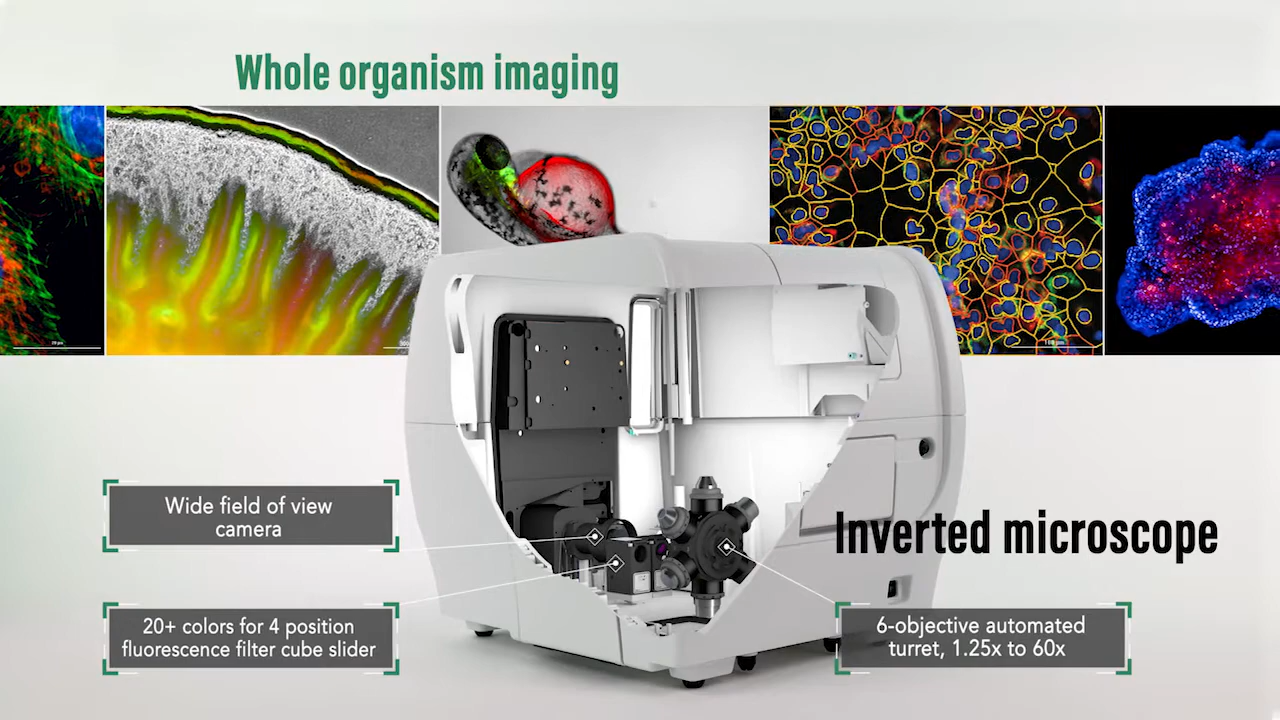 Whole organism imaging
Wide field of view
camera
Inverted microscope
20+ colors for 4 position
fluorescence filter cube slider
6-objective automated
turret, 1.25x to 60x